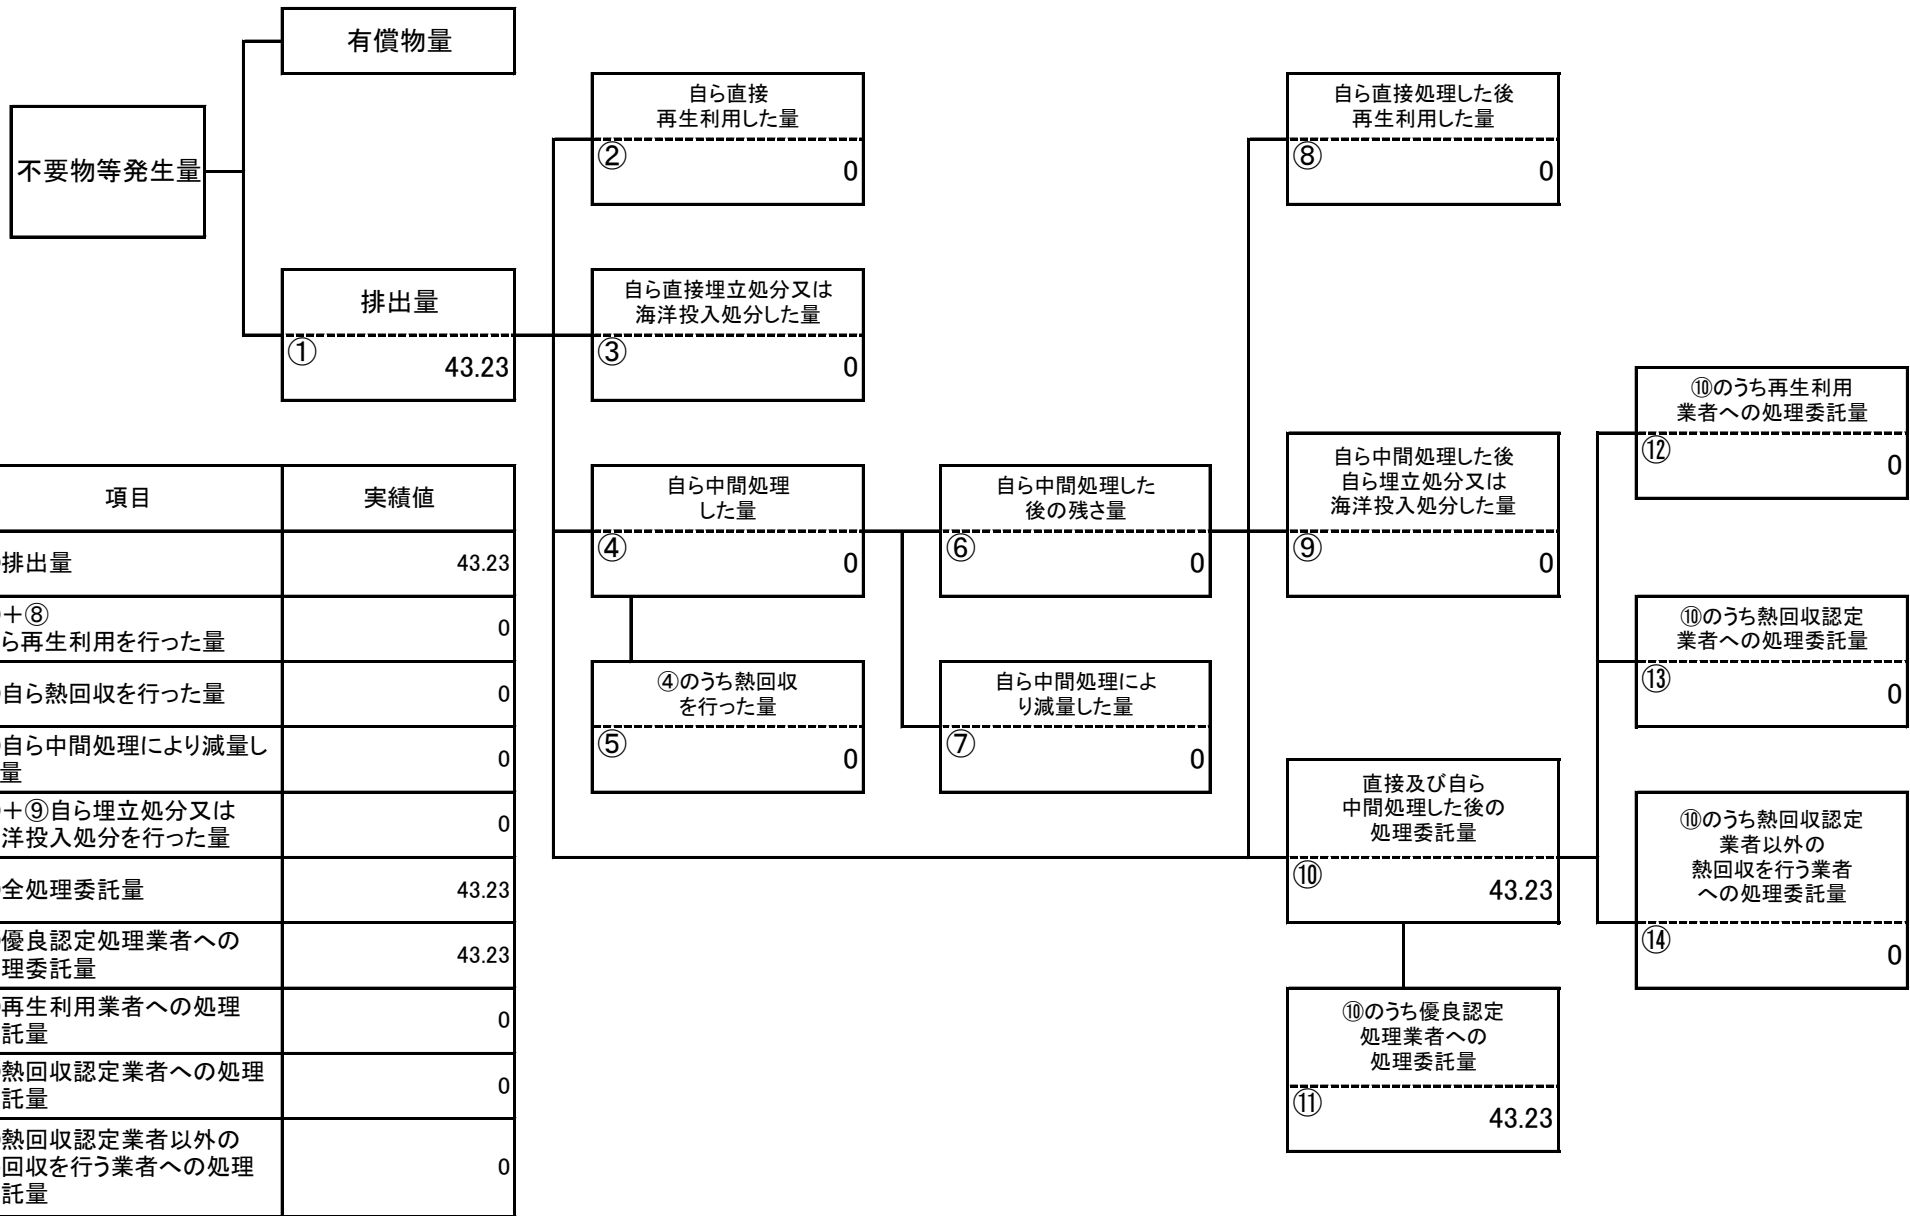 有償物量
不要物等発生量
排出量
①
43.23
自ら直接
再生利用した量
②
0
自ら直接埋立処分又は
海洋投入処分した量
③
0
自ら中間処理
した量
④
0
④のうち熱回収
を行った量
⑤
0
自ら中間処理した
後の残さ量
⑥
0
自ら中間処理によ
り減量した量
⑦
0
自ら直接処理した後
再生利用した量
⑧
0
自ら中間処理した後
自ら埋立処分又は
海洋投入処分した量
⑨
0
直接及び自ら
中間処理した後の
処理委託量
⑩
43.23
⑩のうち優良認定
処理業者への
処理委託量
⑪
43.23
⑩のうち再生利用
業者への処理委託量
⑫
0
⑩のうち熱回収認定
業者への処理委託量
⑬
0
⑩のうち熱回収認定
業者以外の
熱回収を行う業者
への処理委託量
⑭
0
項目
実績値
排出量
43.23
+⑧
ら再生利用を行った量
0
自ら熱回収を行った量
0
自ら中間処理により減量し
量
0
+⑨自ら埋立処分又は
洋投入処分を行った量
0
全処理委託量
43.23
優良認定処理業者への
理委託量
43.23
再生利用業者への処理
託量
0
熱回収認定業者への処理
託量
0
熱回収認定業者以外の
回収を行う業者への処理
託量
0